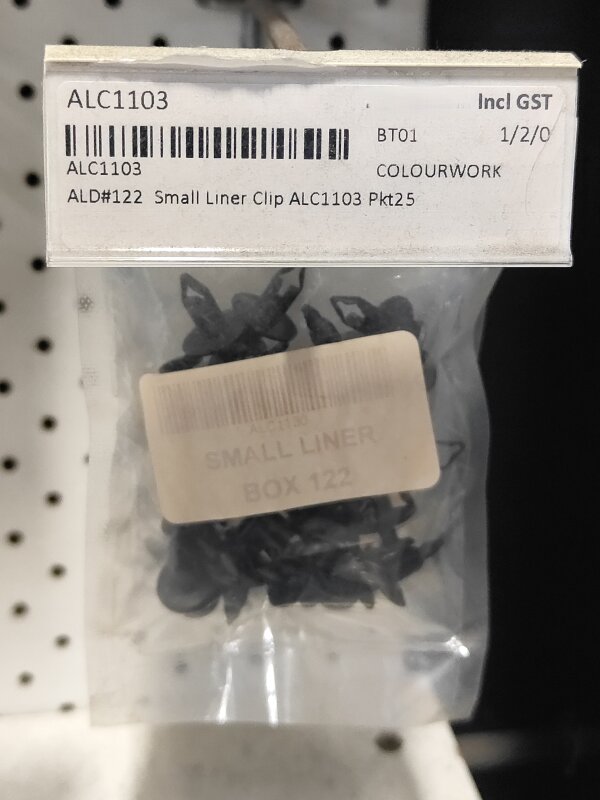 ALC1103 Incl GST
BT01 1/2/0
ALC1103 COLOURWORK
ALD#122 Small Liner Clip ALC1103 Pkt25
SMALL LINER
BOX 122